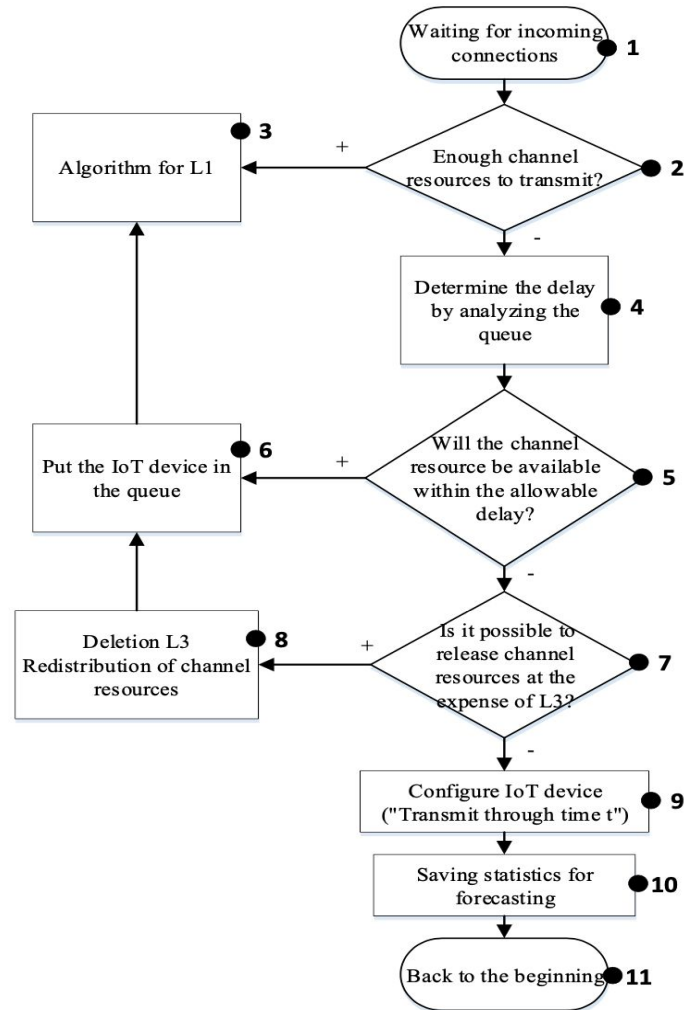 Waiting for incoming
connections
1
3
Algorithm for L1
+
Enough channel
resources to transmit?
2
-
Determine the delay
by analyzing the
queue
4
6
Put the IoT device in
the queue
+
Will the channel
resource be available
within the allowable
delay?
5
-
Deletion L3
Redistribution of channel
resources
8
+
Is it possible to
release channel
resources at the
expense of L3?
7
-
Configure IoT device
("Transmit through time t")
9
Saving statistics for
forecasting
10
Back to the beginning
11